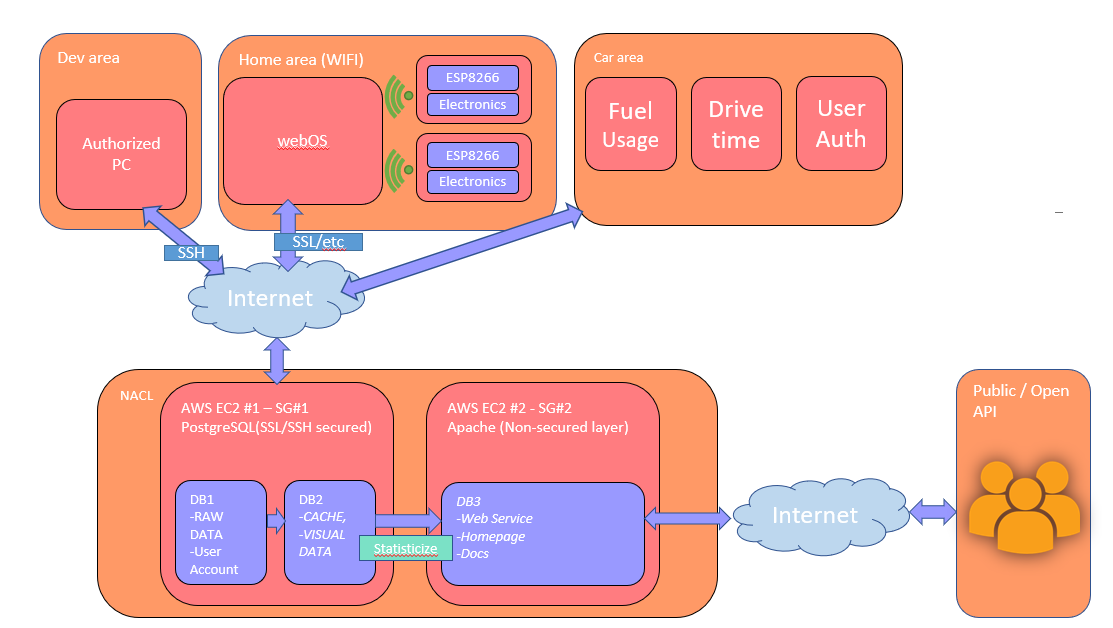 Dev area
Authorized
PC
Home area (WIFI)
webOS
ESP8266
Electronics
ESP8266
Electronics
Car area
Fuel
Usage
Drive
time
User
Auth
SSH
SSL/etc
Internet
NACL
AWS EC2 #1 – SG#1
PostgreSQL(SSL/SSH secured)
DB1
-RAW
DATA
-User
Account
DB2
-CACHE,
-VISUAL
DATA
Statisticize
AWS EC2 #2 - SG#2
Apache (Non-secured layer)
DB3
-Web Service
-Homepage
-Docs
Internet
Public / Open
API